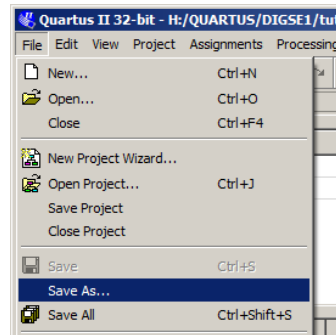 Quartus II 32-bit - H:/QUARTUS/DIGSE1/tut
File Edit View Project Assignments Processing
New... Ctrl+N
Open... Ctrl+O
Close Ctrl+F4
New Project Wizard...
Open Project... Ctrl+J
Save Project
Close Project
Save Ctrl+S
Save As...
Save All Ctrl+Shift+S